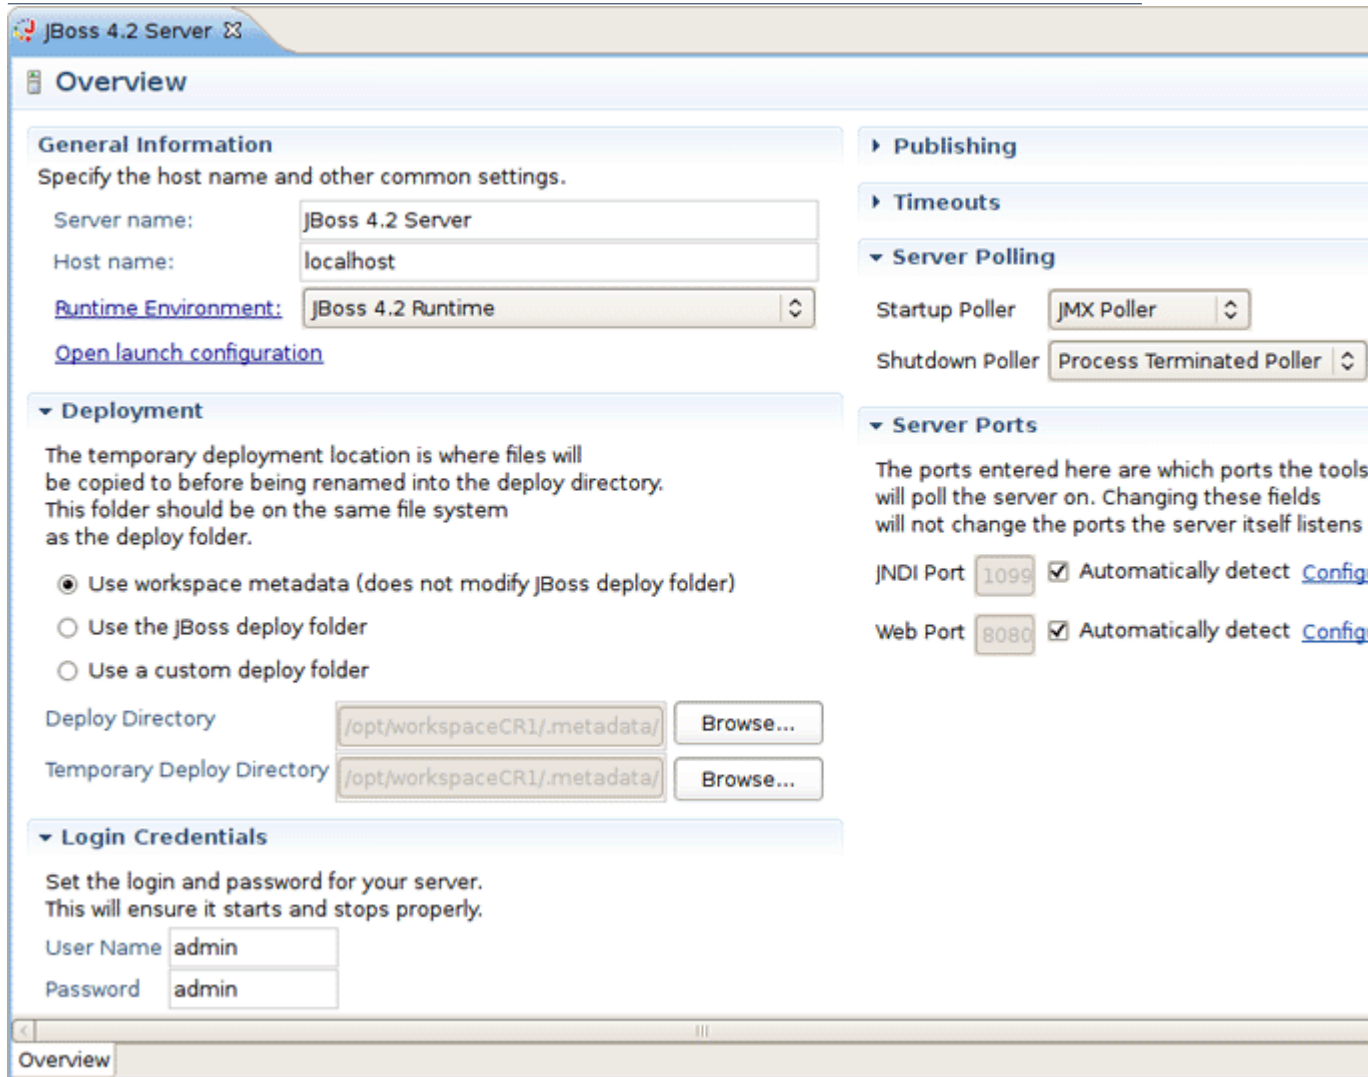 JBoss 4.2 Server
Overview
General Information
Specify the host name and other common settings.
Server name: JBoss 4.2 Server
Host name: localhost
Runtime Environment: JBoss 4.2 Runtime
Open launch configuration
Deployment
The temporary deployment location is where files will
be copied to before being renamed into the deploy directory.
This folder should be on the same file system
as the deploy folder.
Use workspace metadata (does not modify JBoss deploy folder)
Use the JBoss deploy folder
Use a custom deploy folder
Deploy Directory /opt/workspaceCR1/.metadata/ Browse...
Temporary Deploy Directory /opt/workspaceCR1/.metadata/ Browse...
Login Credentials
Set the login and password for your server.
This will ensure it starts and stops properly.
User Name admin
Password admin
Publishing
Timeouts
Server Polling
Startup Poller JMX Poller
Shutdown Poller Process Terminated Poller
Server Ports
The ports entered here are which ports the tools
will poll the server on. Changing these fields
will not change the ports the server itself listens
JNDI Port 1099 Automatically detect
Web Port 8080 Automatically detect
Overview